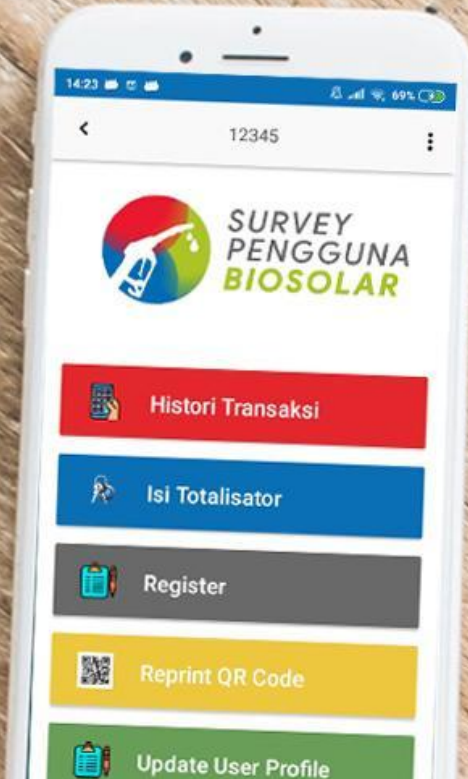 14:23
69%
12345
SURVEY
PENGGUNA
BIOSOLAR
Histori Transaksi
Isi Totalisator
Register
Reprint QR Code
Update User Profile